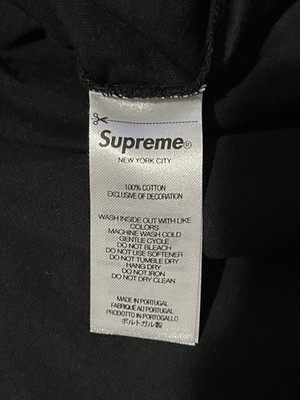 Supreme®
NEW YORK CITY
100% COTTON
EXCLUSIVE OF DECORATION
WASH INSIDE OUT WITH LIKE
COLORS
MACHINE WASH COLD
GENTLE CYCLE
DO NOT BLEACH
DO NOT USE SOFTENER
DO NOT TUMBLE DRY
HANG DRY
DO NOT IRON
DO NOT DRY CLEAN
MADE IN PORTUGAL
FABRIQUÉ AU PORTUGAL
PRODOTTO IN PORTOGALLO
ポルトガル製